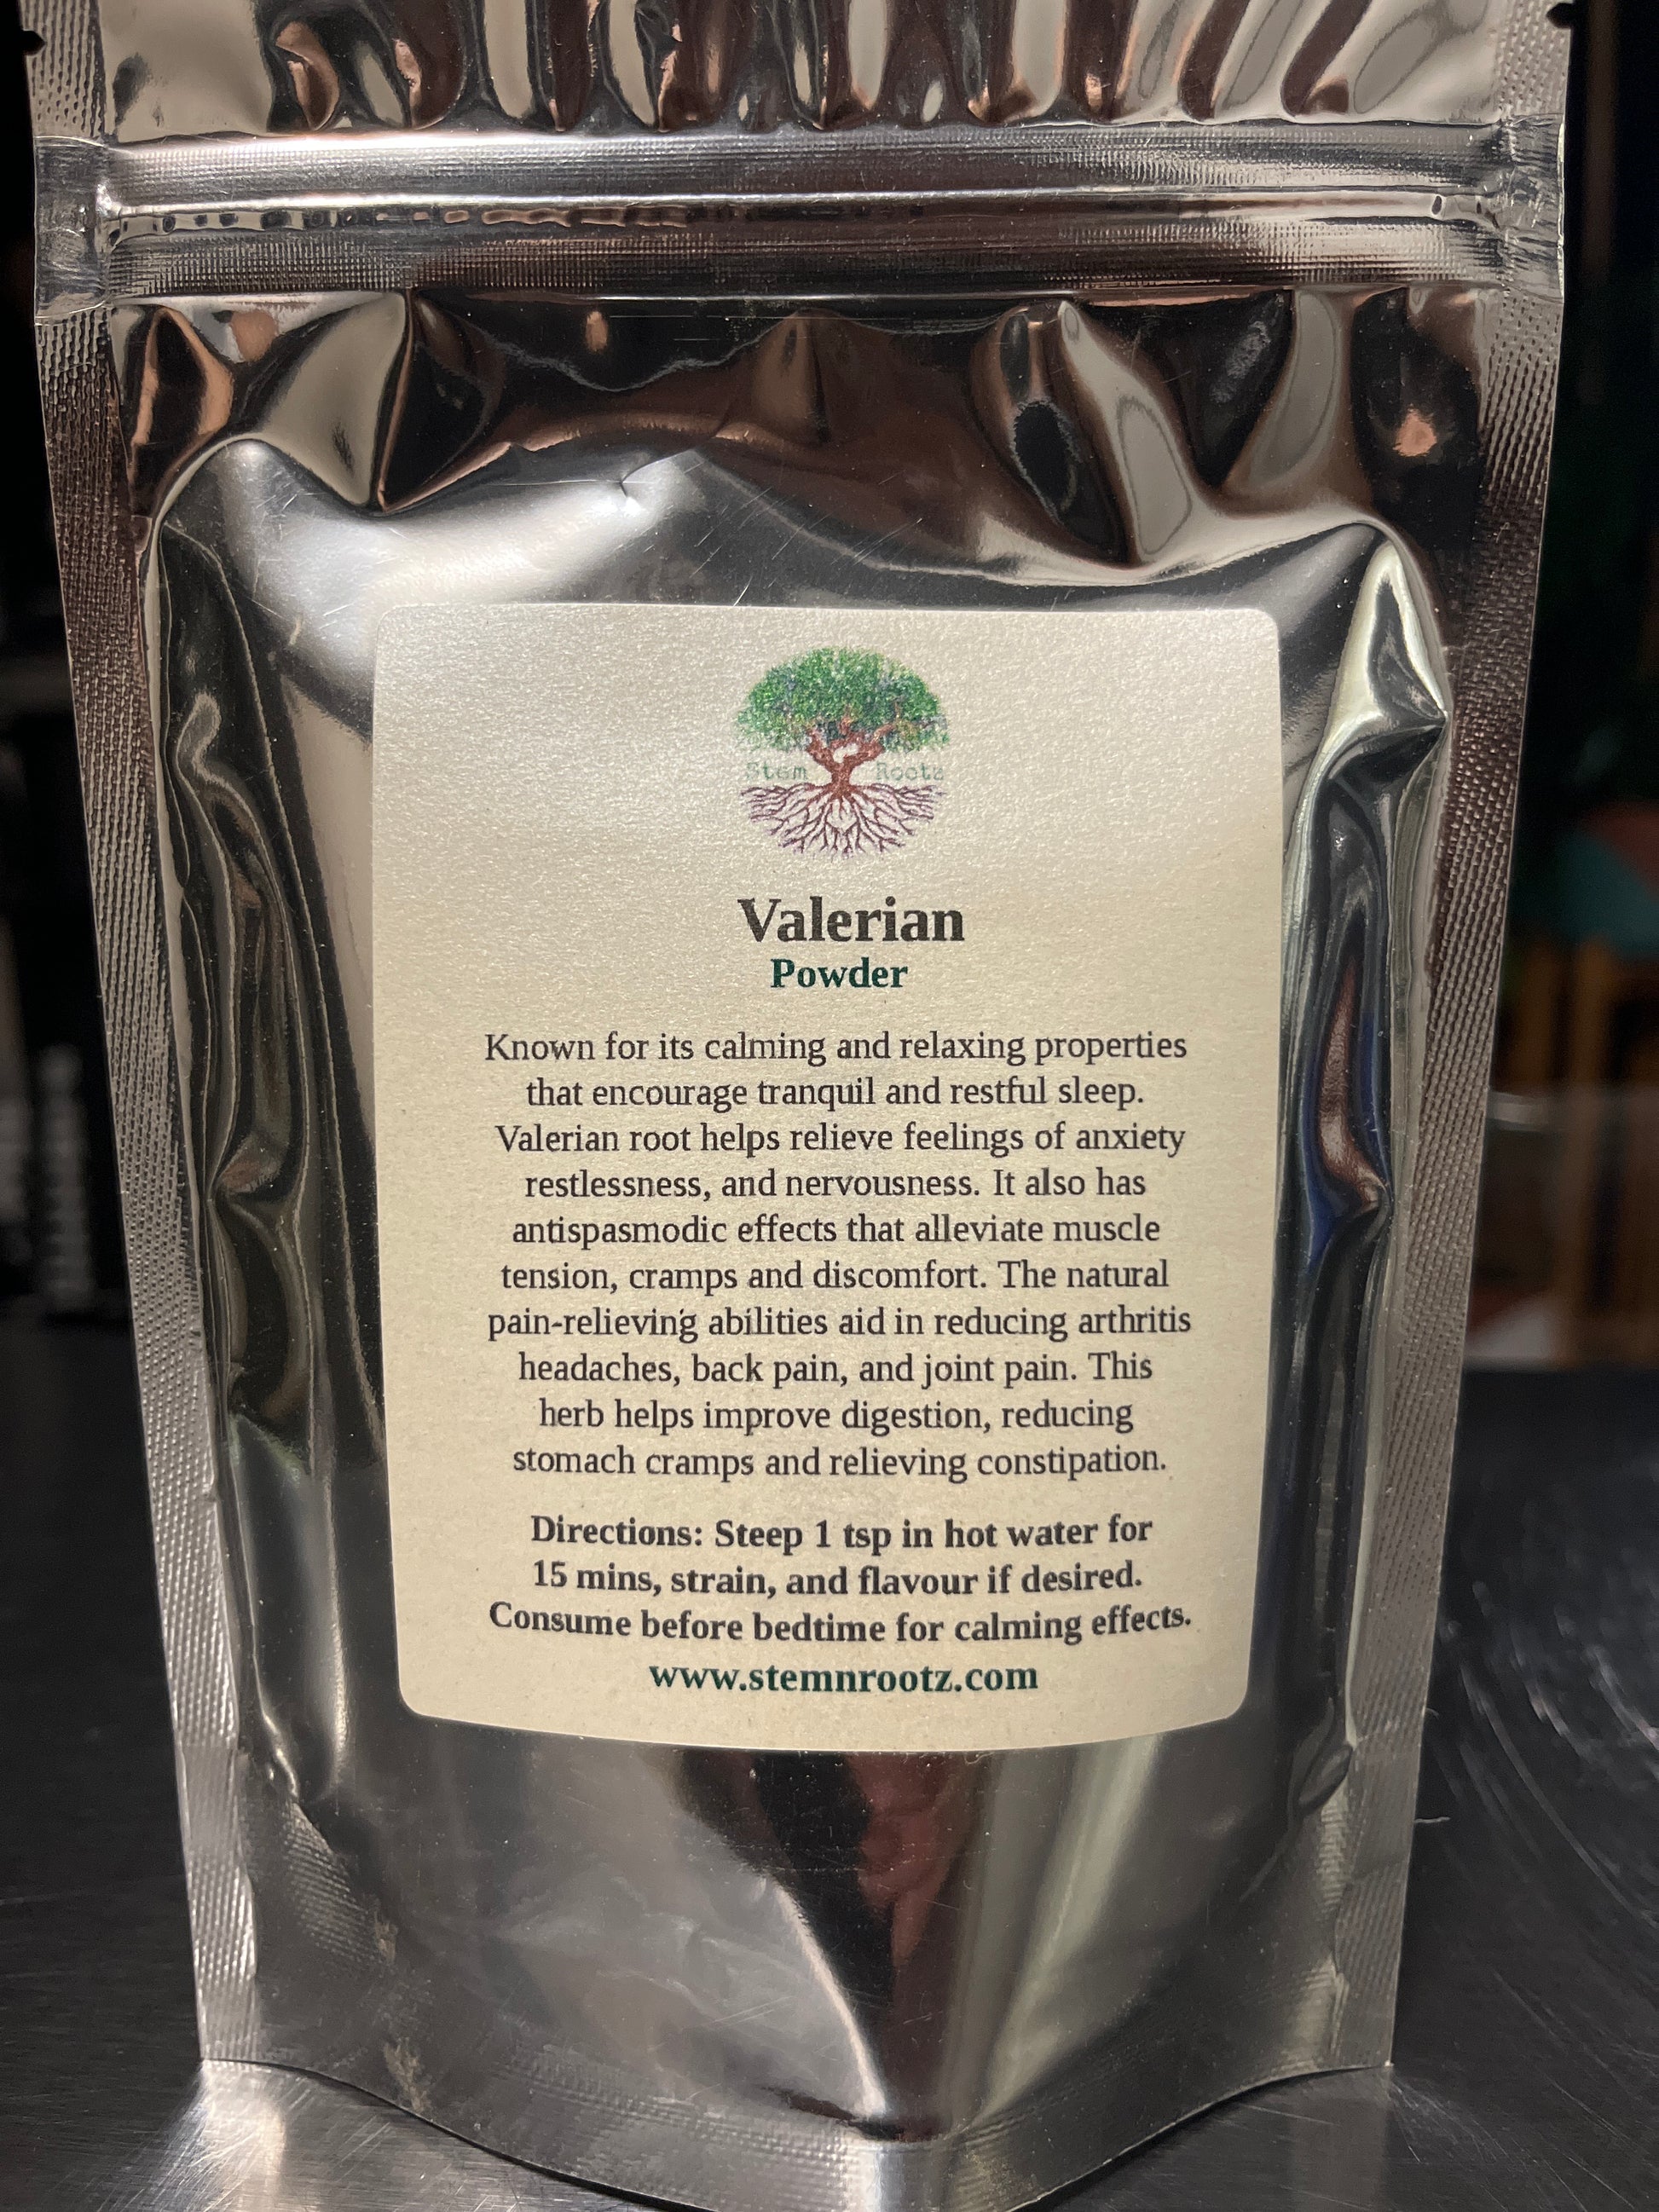 Stem Rootz
Valerian
Powder
Known for its calming and relaxing properties
that encourage tranquil and restful sleep.
Valerian root helps relieve feelings of anxiety
restlessness, and nervousness. It also has
antispasmodic effects that alleviate muscle
tension, cramps and discomfort. The natural
pain-relieving abilities aid in reducing arthritis
headaches, back pain, and joint pain. This
herb helps improve digestion, reducing
stomach cramps and relieving constipation.
Directions: Steep 1 tsp in hot water for
15 mins, strain, and flavour if desired.
Consume before bedtime for calming effects.
www.stemnrootz.com